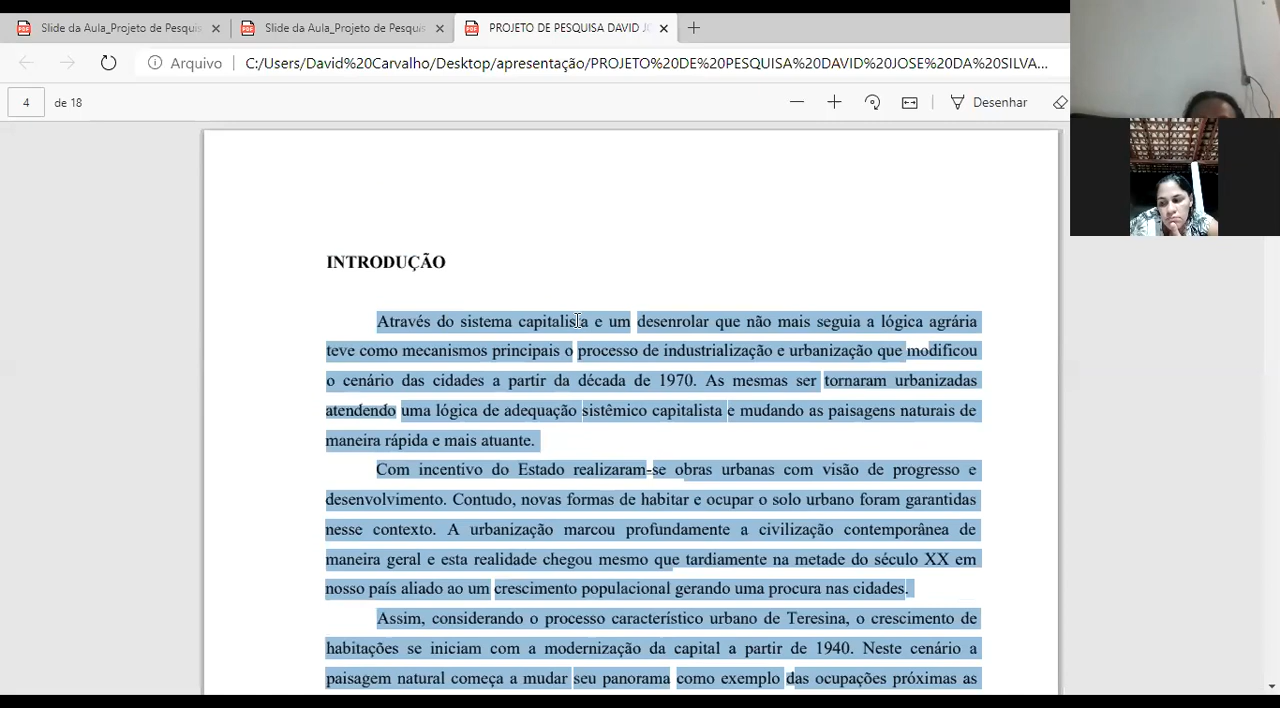 Slide da Aula_Projeto de Pesquis
Slide da Aula_Projeto de Pesquis
PROJETO DE PESQUISA DAVID JO
Arquivo
C:/Users/David%20Carvalho/Desktop/apresentação/PROJETO%20DE%20PESQUISA%20DAVID%20JOSE%20DA%20SILVA...
4 de 18
Desenhar
INTRODUÇÃO
Através do sistema capitalista e um desenrolar que não mais seguia a lógica agrária
teve como mecanismos principais o processo de industrialização e urbanização que modificou
o cenário das cidades a partir da década de 1970. As mesmas ser tornaram urbanizadas
atendendo uma lógica de adequação sistêmico capitalista e mudando as paisagens naturais de
maneira rápida e mais atuante.
Com incentivo do Estado realizaram-se obras urbanas com visão de progresso e
desenvolvimento. Contudo, novas formas de habitar e ocupar o solo urbano foram garantidas
nesse contexto. A urbanização marcou profundamente a civilização contemporânea de
maneira geral e esta realidade chegou mesmo que tardiamente na metade do século XX em
nosso país aliado ao um crescimento populacional gerando uma procura nas cidades.
Assim, considerando o processo característico urbano de Teresina, o crescimento de
habitações se iniciam com a modernização da capital a partir de 1940. Neste cenário a
paisagem natural começa a mudar seu panorama como exemplo das ocupações próximas as